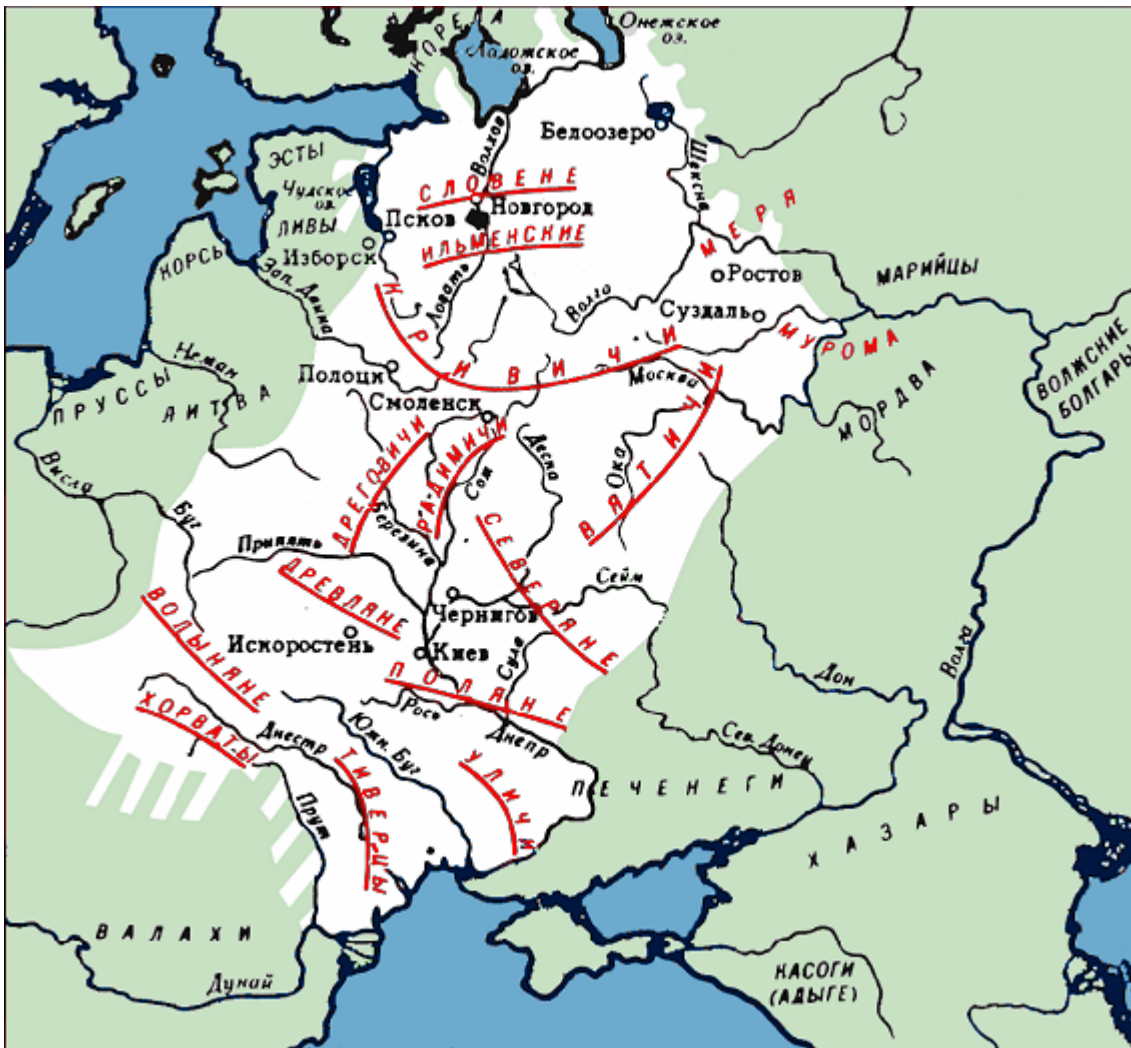 Онежское
оз.
КОРЕЛА
Ладожское
оз.
Белоозеро
Волхов
Шексна
ЭСТЫ
СЛОВЕНЕ
Чудское
оз.
Новгород
Псков
ЛИВЫ
ИЛЬМЕНСКИЕ
Изборск
МЕРЯ
КОРСЬ
Зап. Двина
Ловать
Волга
Ростов
МАРИЙЦЫ
Суздаль
КРИВИЧИ
МУРОМА
Неман
Полоцк
Москва
ПРУССЫ
ЛИТВА
МОРДВА
ВОЛЖСКИЕ
БОЛГАРЫ
Смоленск
ДРЕГОВИЧИ
РАДИМИЧИ
Сож
Десна
Ока
ВЯТИЧИ
Висла
Буг
Березина
СЕВЕРЯНЕ
Припять
ДРЕВЛЯНЕ
Сейм
Чернигов
ВОЛЫНЯНЕ
Искоростень
Киев
Сула
Волга
ПОЛЯНЕ
Дон
ХОРВАТЫ
Рось
Днестр
Южн. Буг
Днепр
Сев. Донец
ТИВЕРЦЫ
УЛИЧИ
ПЕЧЕНЕГИ
Прут
ХАЗАРЫ
ВАЛАХИ
Дунай
КАСОГИ
(АДЫГЕ)